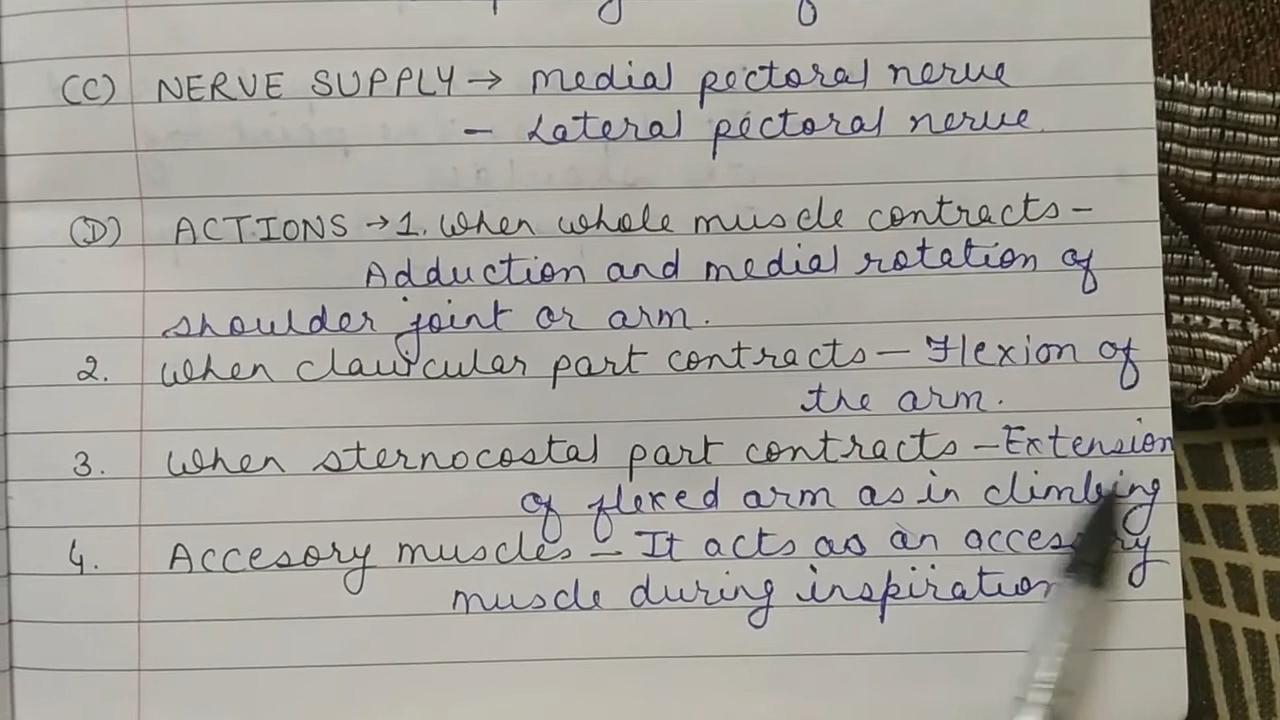 (C) NERVE SUPPLY → Medial pectoral nerve
- Lateral pectoral nerve
(D) ACTIONS → 1. When whole muscle contracts -
Adduction and medial rotation of
shoulder joint or arm.
2. When clavicular part contracts - Flexion of
the arm.
3. When sternocostal part contracts - Extension
of flexed arm as in climbing
4. Accesory muscles - It acts as an accesory
muscle during inspiration